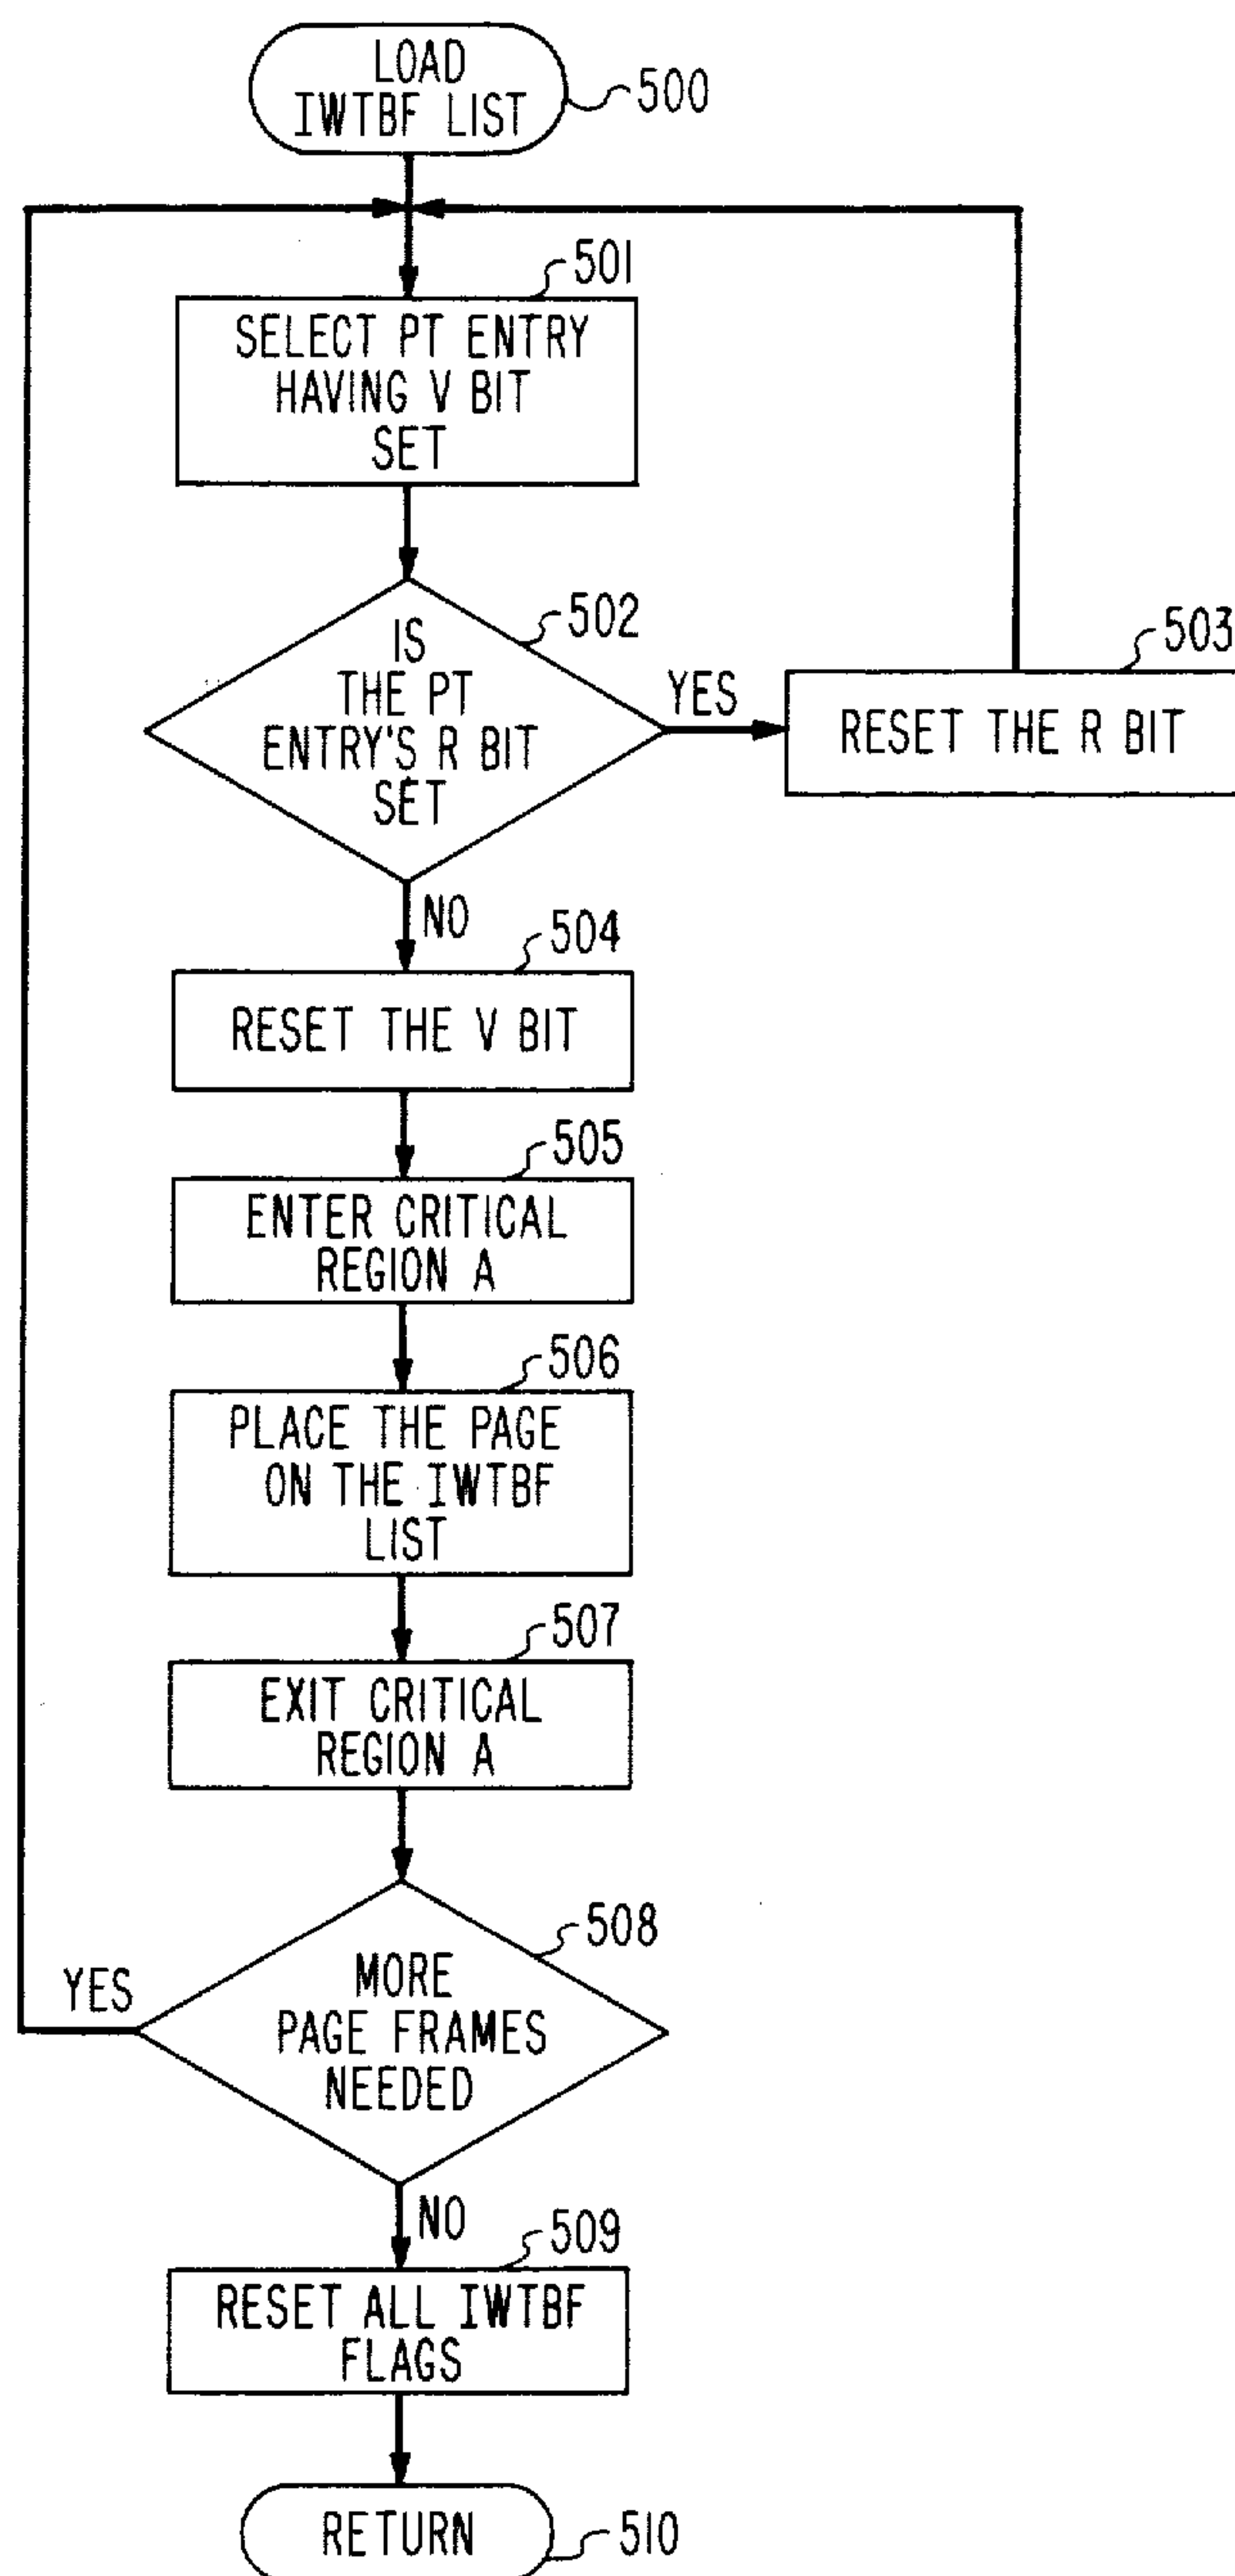 LOAD
IWTBF LIST
500
501
SELECT PT ENTRY
HAVING V BIT
SET
502
IS
THE PT
ENTRY'S R BIT
SET
YES
503
RESET THE R BIT
NO
504
RESET THE V BIT
505
ENTER CRITICAL
REGION A
506
PLACE THE PAGE
ON THE IWTBF
LIST
507
EXIT CRITICAL
REGION A
508
MORE
PAGE FRAMES
NEEDED
YES
NO
509
RESET ALL IWTBF
FLAGS
RETURN
510